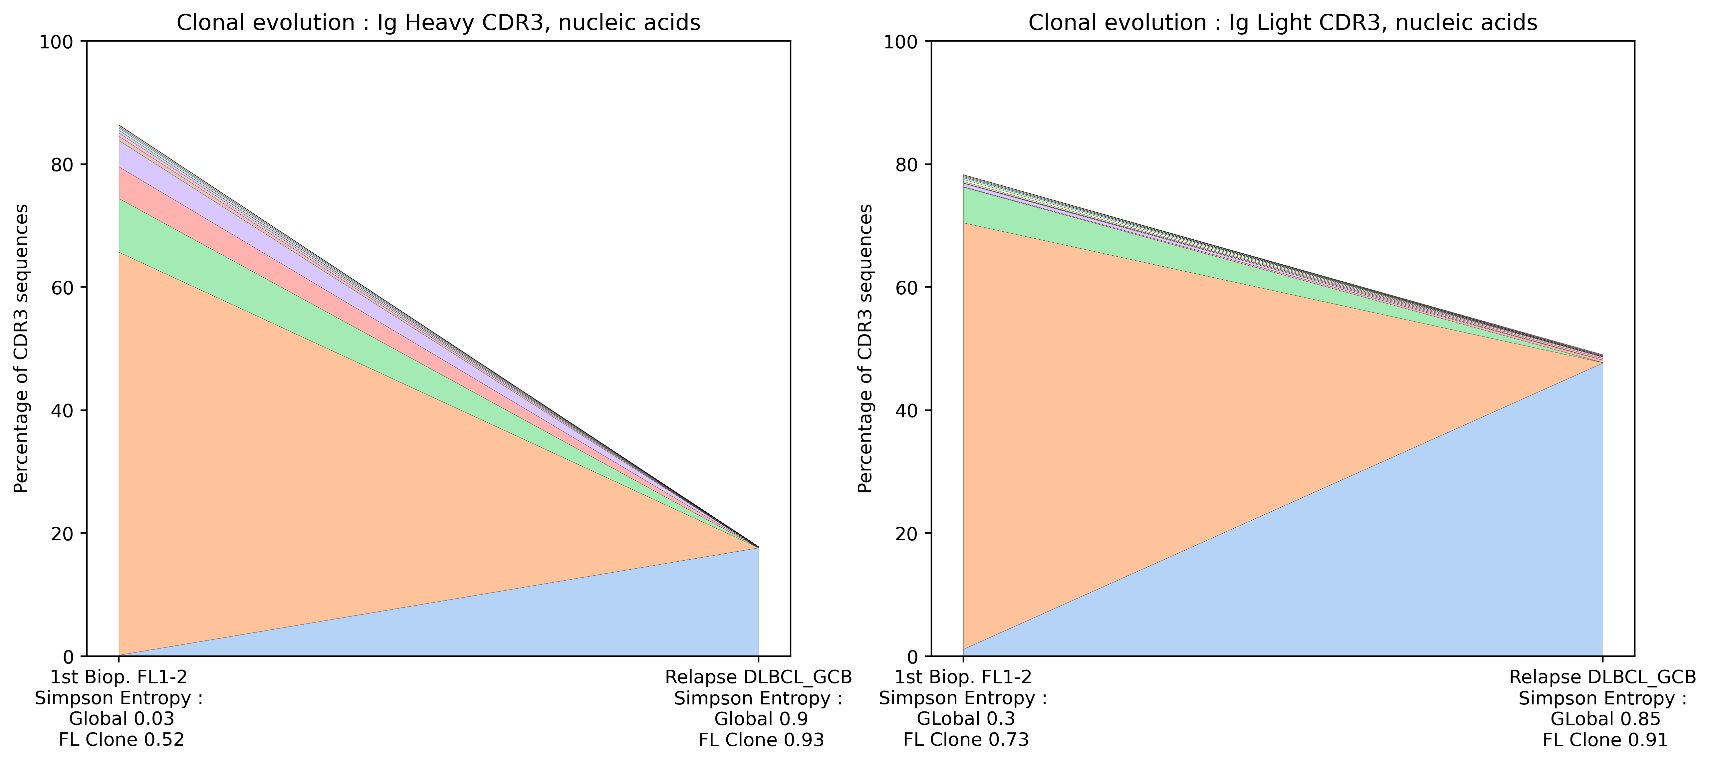 Clonal evolution : Ig Heavy CDR3, nucleic acids
Percentage of CDR3 sequences
100
80
60
40
20
0
1st Biop. FL1-2
Simpson Entropy :
Global 0.03
FL Clone 0.52
Relapse DLBCL_GCB
Simpson Entropy :
Global 0.9
FL Clone 0.93
Clonal evolution : Ig Light CDR3, nucleic acids
Percentage of CDR3 sequences
100
80
60
40
20
0
1st Biop. FL1-2
Simpson Entropy :
GLobal 0.3
FL Clone 0.73
Relapse DLBCL_GCB
Simpson Entropy :
GLobal 0.85
FL Clone 0.91